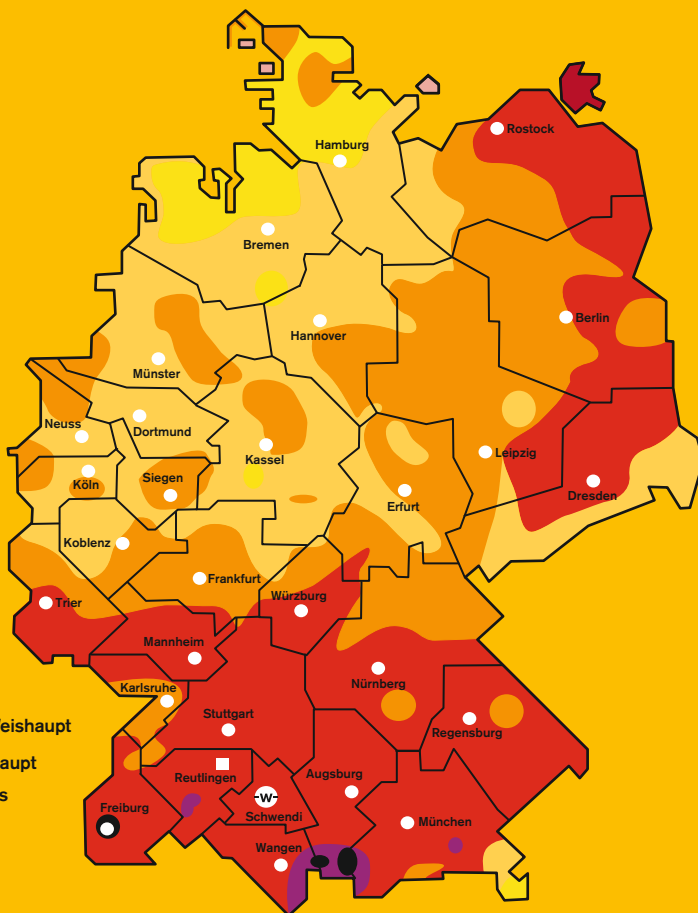 Rostock
Hamburg
Bremen
Berlin
Hannover
Münster
Neuss
Dortmund
Leipzig
Kassel
Köln
Siegen
Dresden
Erfurt
Koblenz
Frankfurt
Würzburg
Trier
Mannheim
Nürnberg
Karlsruhe
Stuttgart
Regensburg
eishaupt
aupt
Reutlingen
Augsburg
s
W
Freiburg
Schwendi
München
Wangen